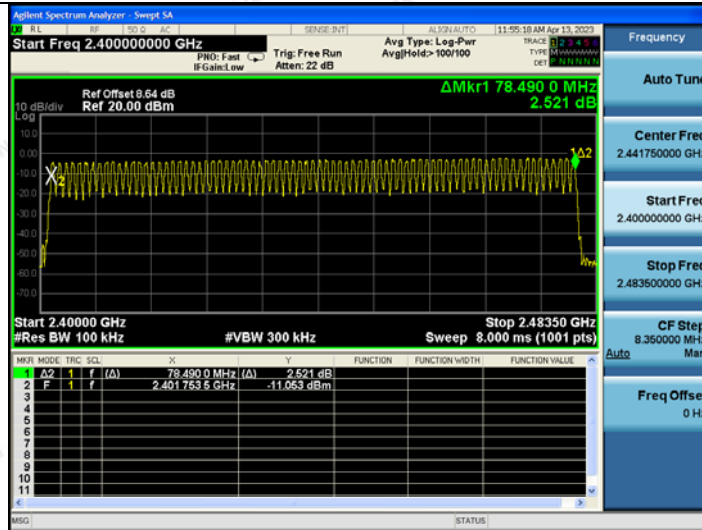 Agilent Spectrum Analyzer - Swept SA
RL RF 50 Ω AC SENSE:INT ALIGN AUTO 11:55:18 AM Apr 13, 2023
Start Freq 2.400000000 GHz
PNO: Fast
IFGain:Low
Trig: Free Run
Atten: 22 dB
Avg Type: Log-Pwr
Avg|Hold:> 100/100
TRACE 1 2 3 4 5 6
TYPE
DET P N N N N N
ΔMkr1 78.490 0 MHz
2.521 dB
Ref Offset 8.64 dB
10 dB/div Ref 20.00 dBm
Log
10.0
0.00
-10.0
-20.0
-30.0
-40.0
-50.0
-60.0
-70.0
2
1Δ2
Start 2.40000 GHz Stop 2.48350 GHz
#Res BW 100 kHz #VBW 300 kHz Sweep 8.000 ms (1001 pts)
MKR MODE TRC SCL X Y FUNCTION FUNCTION WIDTH FUNCTION VALUE
1 Δ2 1 f (Δ) 78.490 0 MHz (Δ) 2.521 dB
2 F 1 f 2.401 753 5 GHz -11.053 dBm
3
4
5
6
7
8
9
10
11
MSG STATUS
Frequency
Auto Tune
Center Freq
2.441750000 GHz
Start Freq
2.400000000 GHz
Stop Freq
2.483500000 GHz
CF Step
8.350000 MHz
Auto Man
Freq Offset
0 Hz